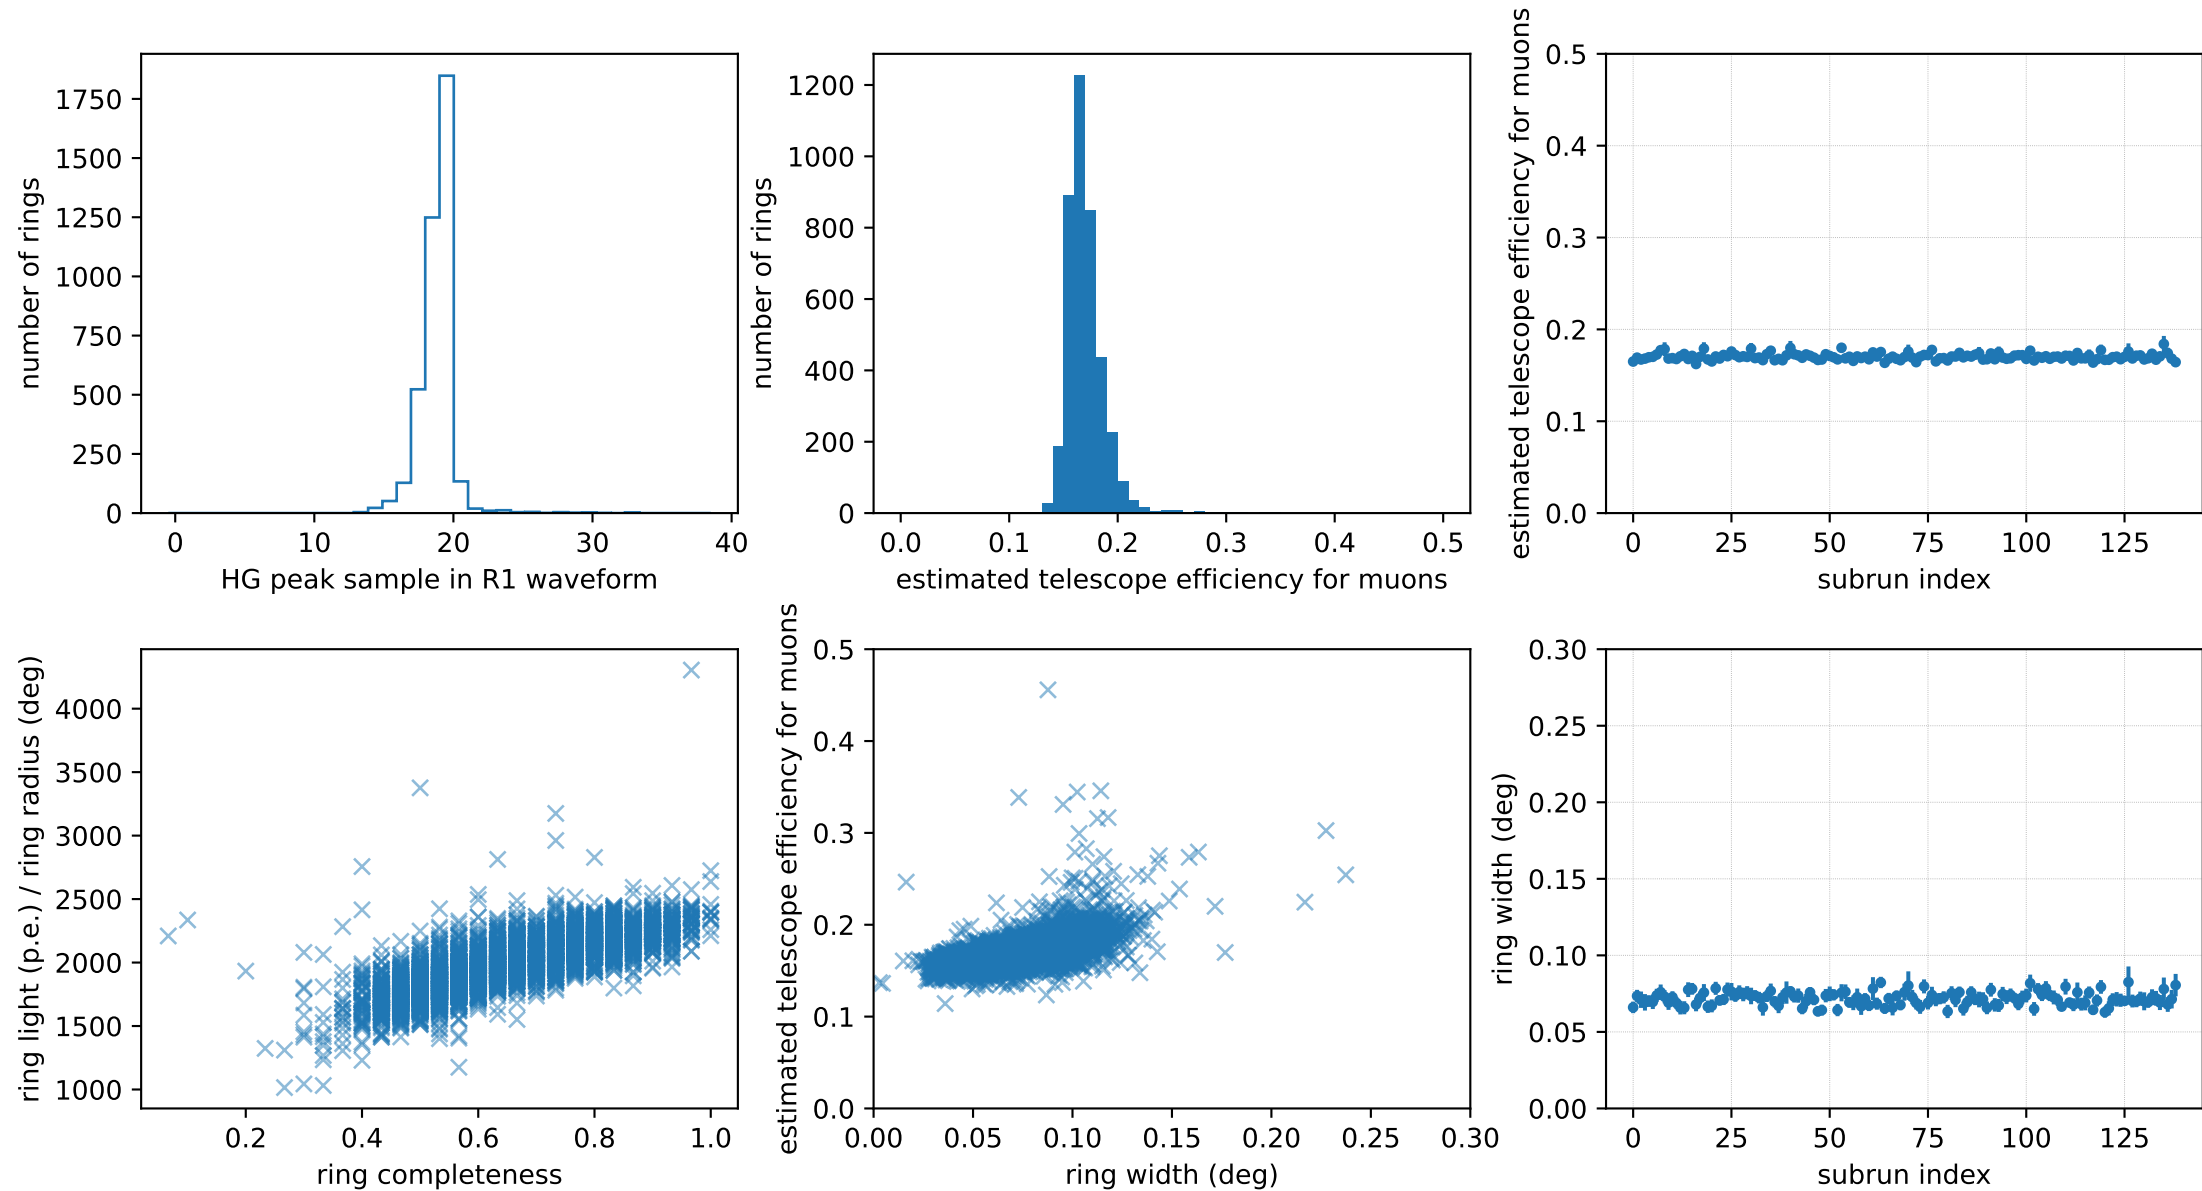 number of rings
1750
1500
1250
1000
750
500
250
0
0 10 20 30 40
HG peak sample in R1 waveform
number of rings
1200
1000
800
600
400
200
0
0.0 0.1 0.2 0.3 0.4 0.5
estimated telescope efficiency for muons
estimated telescope efficiency for muons
0.5
0.4
0.3
0.2
0.1
0.0
0 25 50 75 100 125
subrun index
ring light (p.e.) / ring radius (deg)
4000
3500
3000
2500
2000
1500
1000
0.2 0.4 0.6 0.8 1.0
ring completeness
estimated telescope efficiency for muons
0.5
0.4
0.3
0.2
0.1
0.0
0.00 0.05 0.10 0.15 0.20 0.25 0.30
ring width (deg)
ring width (deg)
0.30
0.25
0.20
0.15
0.10
0.05
0.00
0 25 50 75 100 125
subrun index